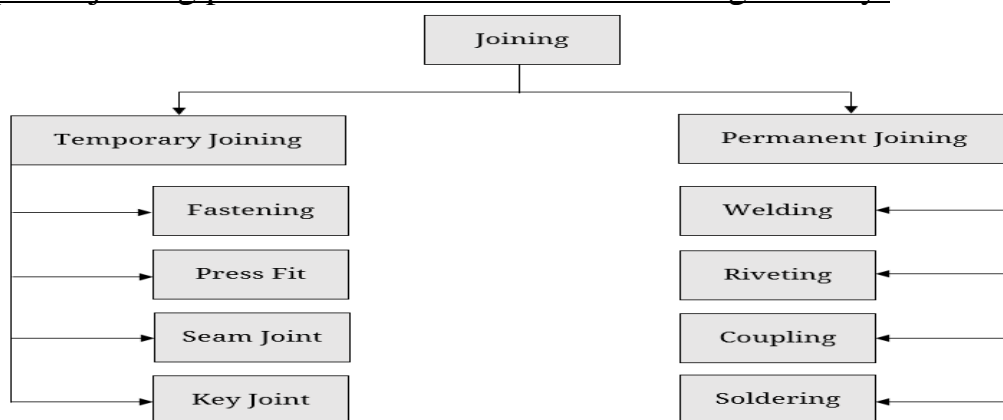 Joining
Temporary Joining
Permanent Joining
Fastening
Welding
Press Fit
Riveting
Seam Joint
Coupling
Key Joint
Soldering